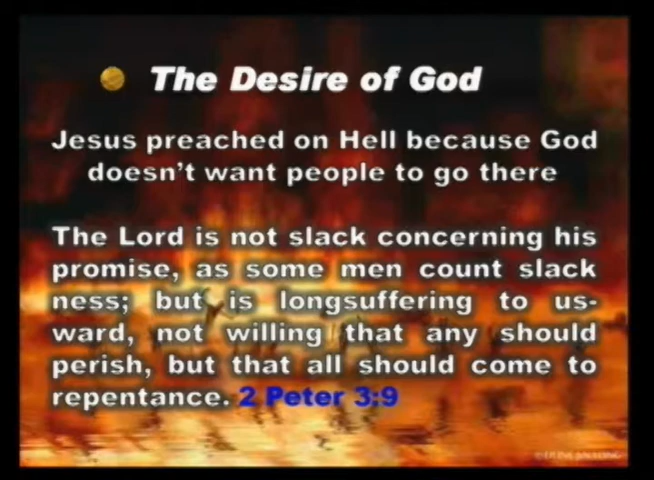 The Desire of God
Jesus preached on Hell because God
doesn't want people to go there
The Lord is not slack concerning his
promise, as some men count slack
ness; but is longsuffering to us-
ward, not willing that any should
perish, but that all should come to
repentance. 2 Peter 3:9